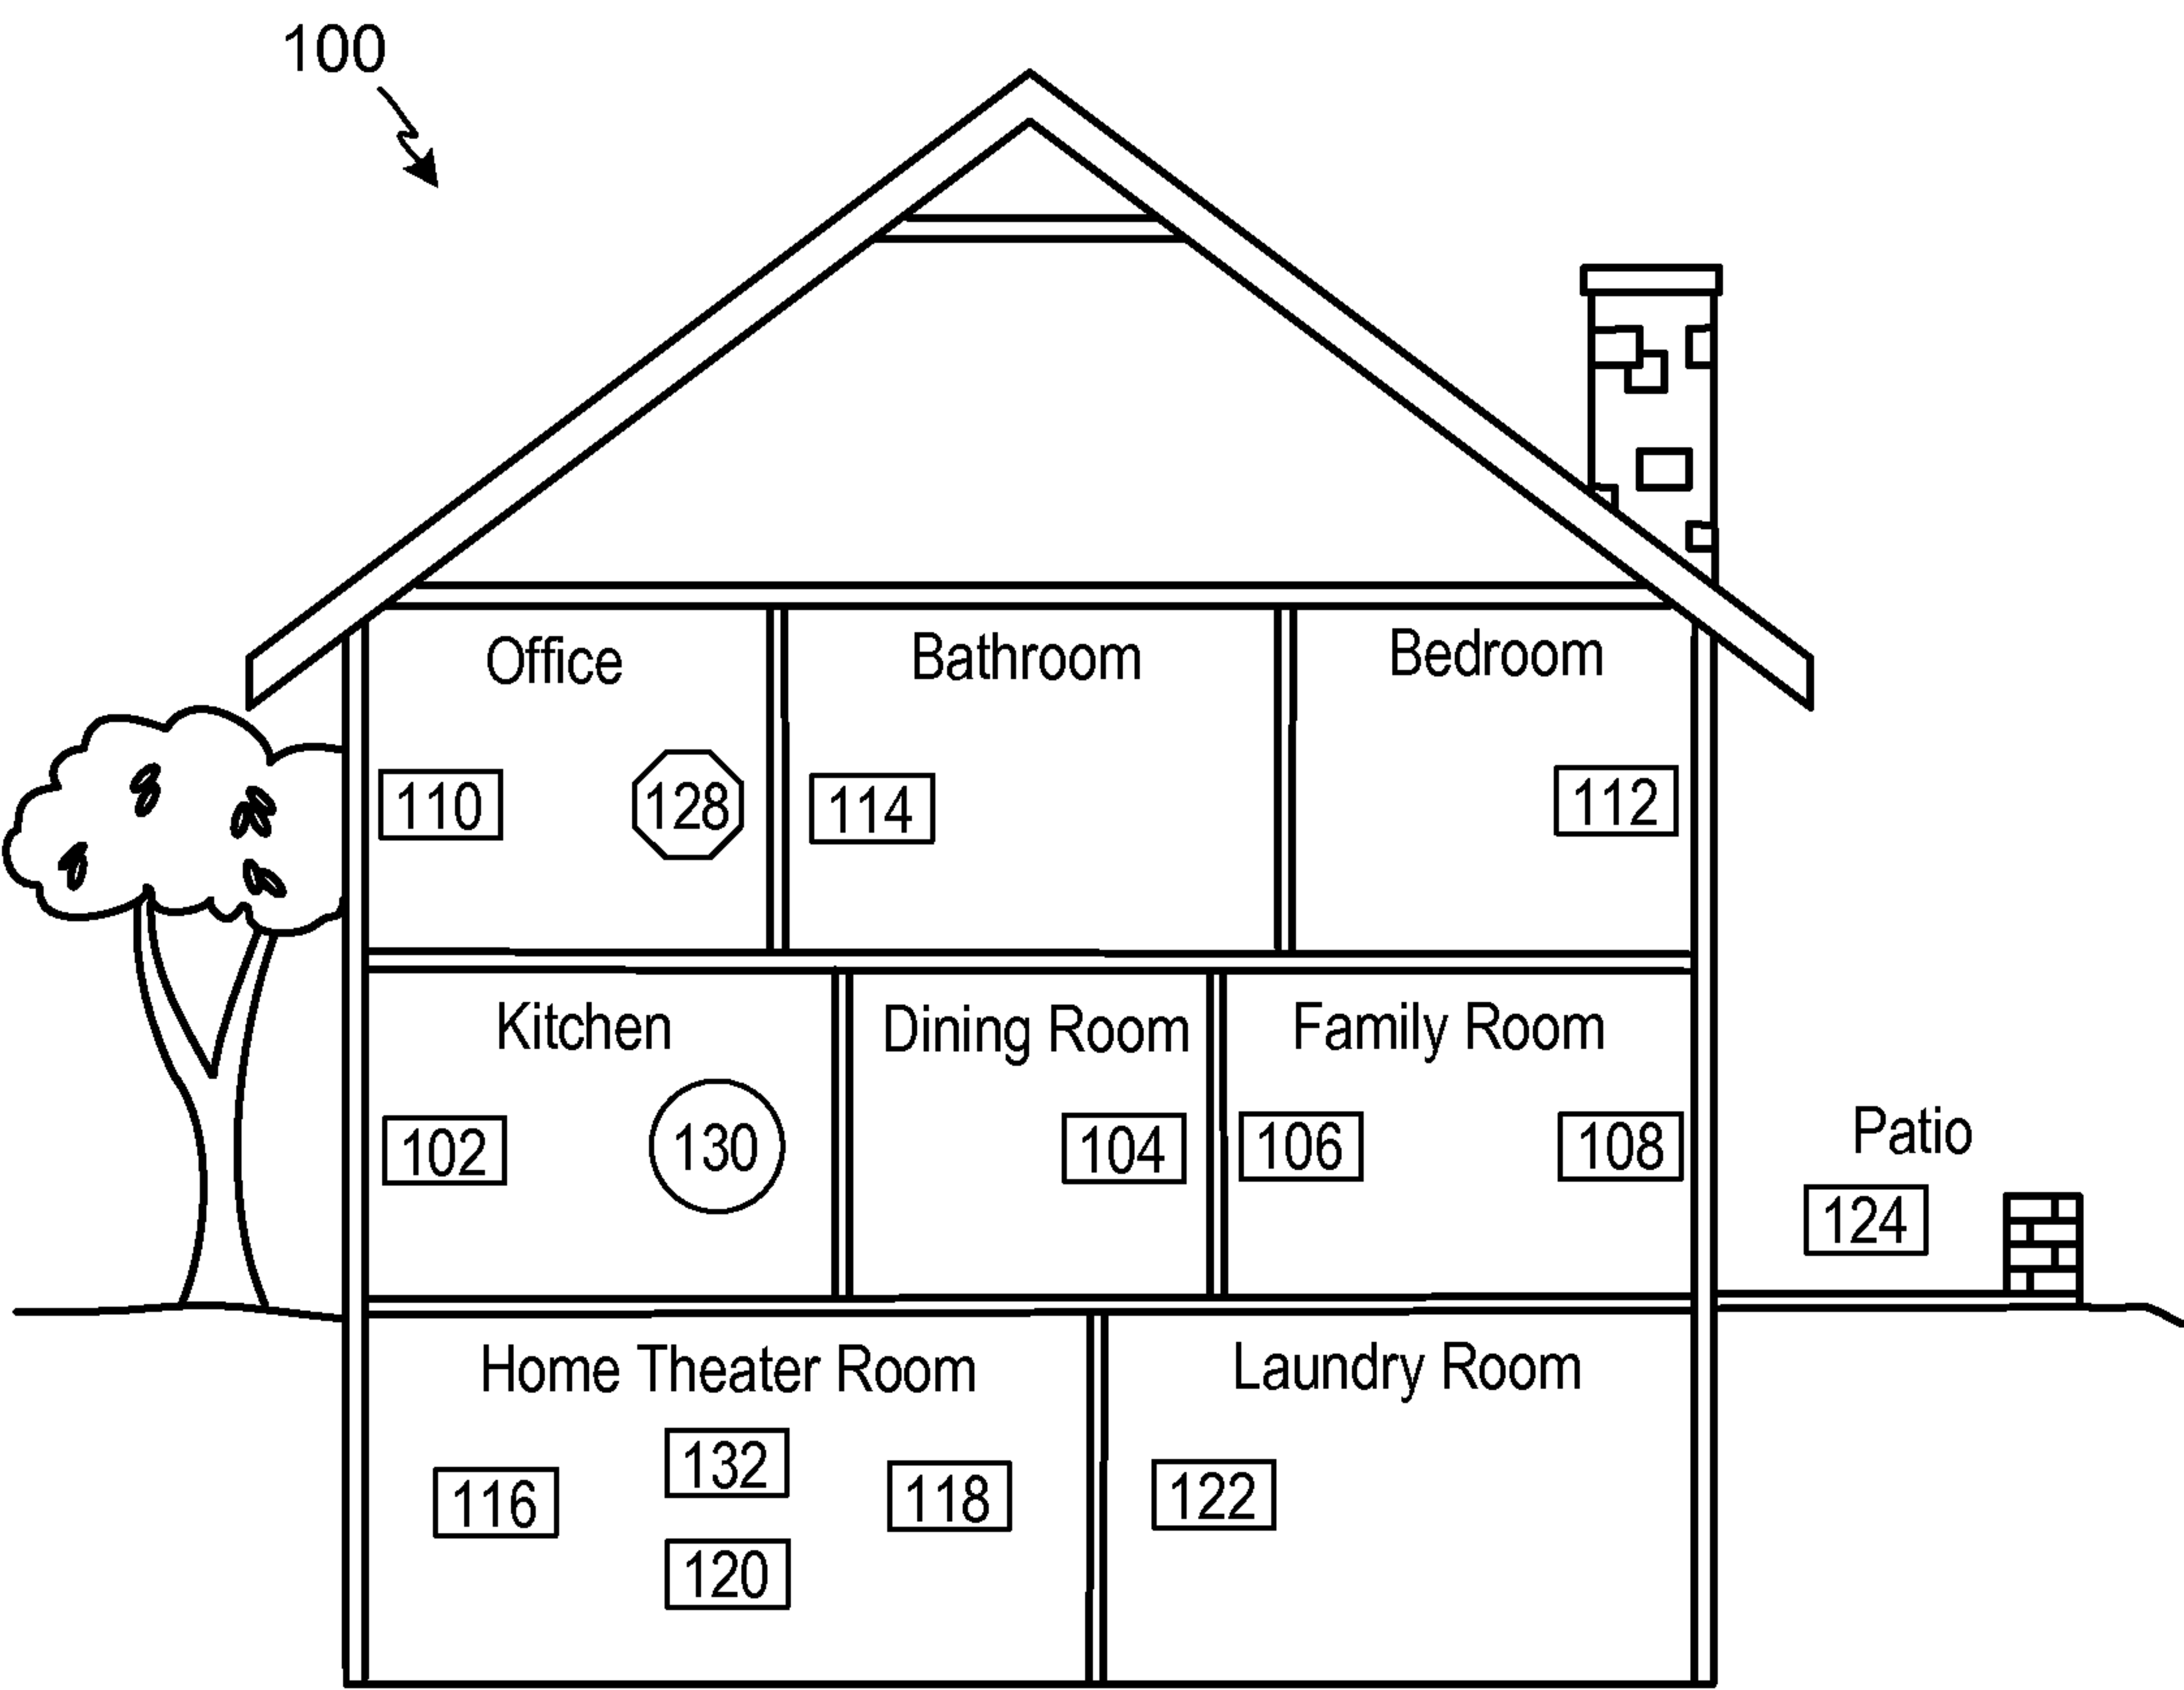 100
Office
Bathroom
Bedroom
110
128
114
112
Kitchen
Dining Room
Family Room
102
130
104
106
108
Patio
124
Home Theater Room
Laundry Room
132
116
118
122
120